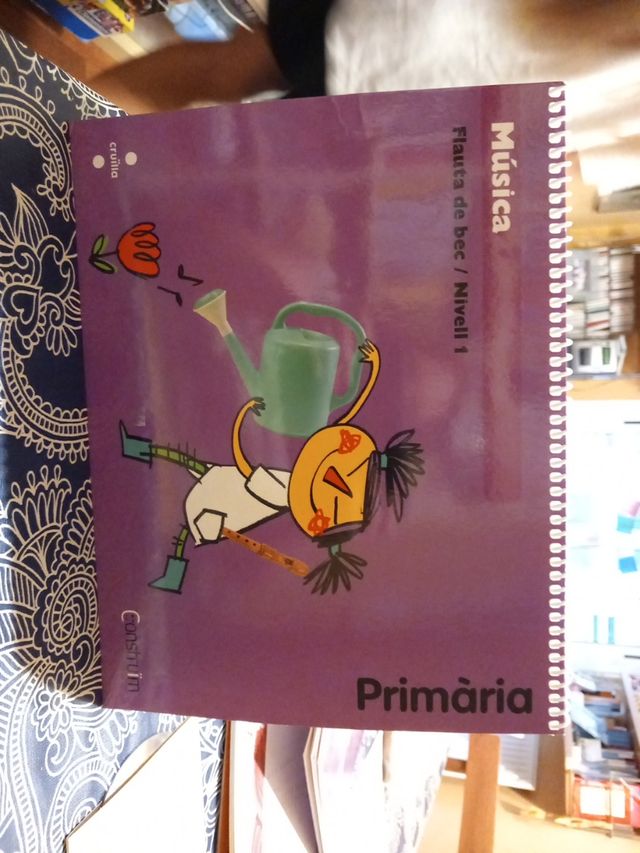 Música
Flauta de bec / Nivell 1
Primària
cruïlla
Construïm